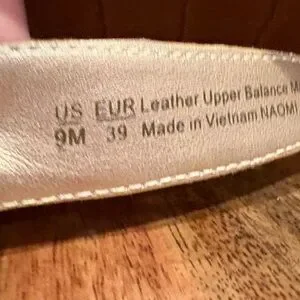 US EUR Leather Upper Balance M
9M 39 Made in Vietnam NAOMI